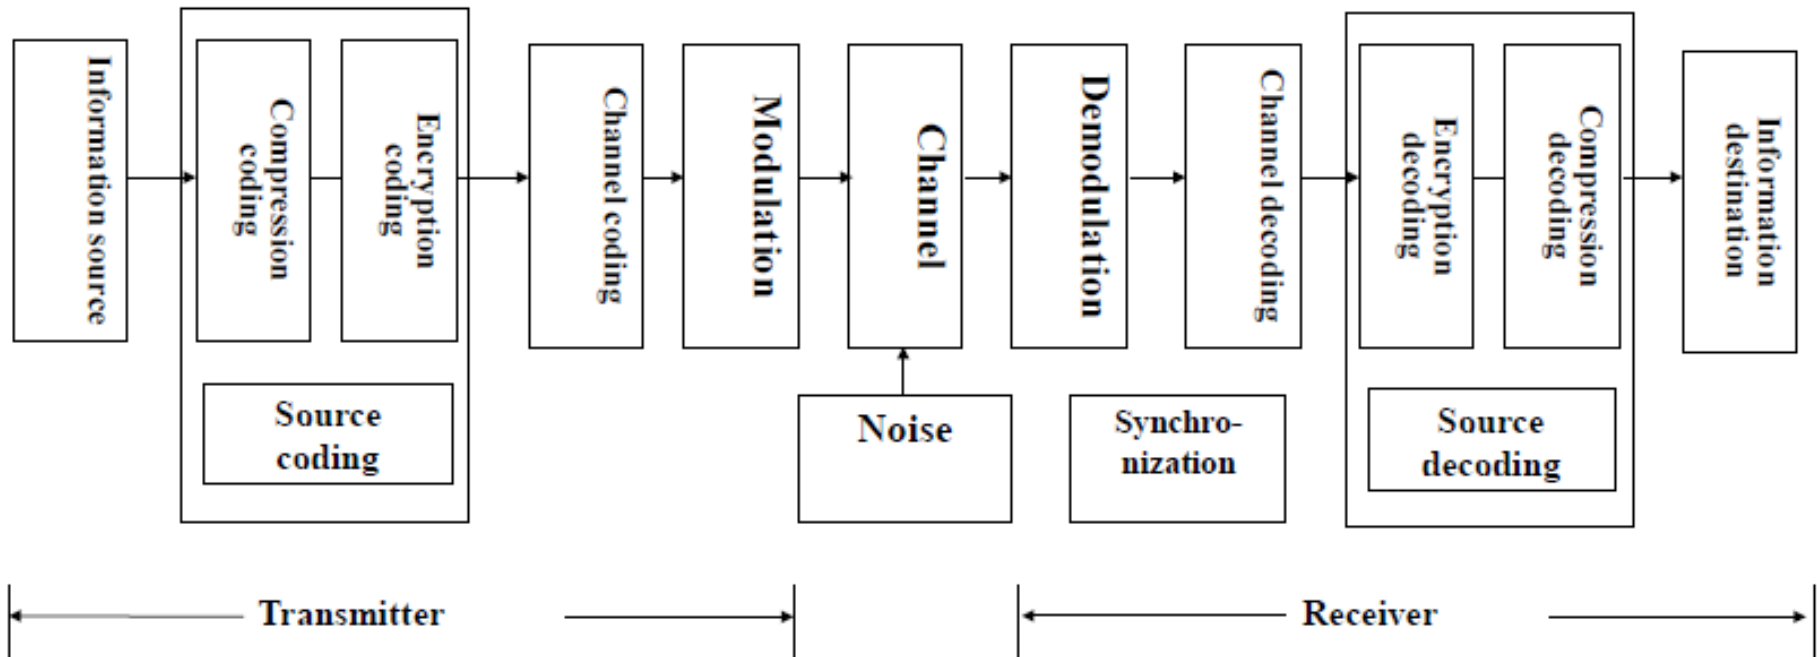 Information source
Compression
coding
Encryption
coding
Source
coding
Channel coding
Modulation
Channel
Noise
Demodulation
Synchro-
nization
Channel decoding
Encryption
decoding
Compression
decoding
Source
decoding
Information
destination
Transmitter
Receiver